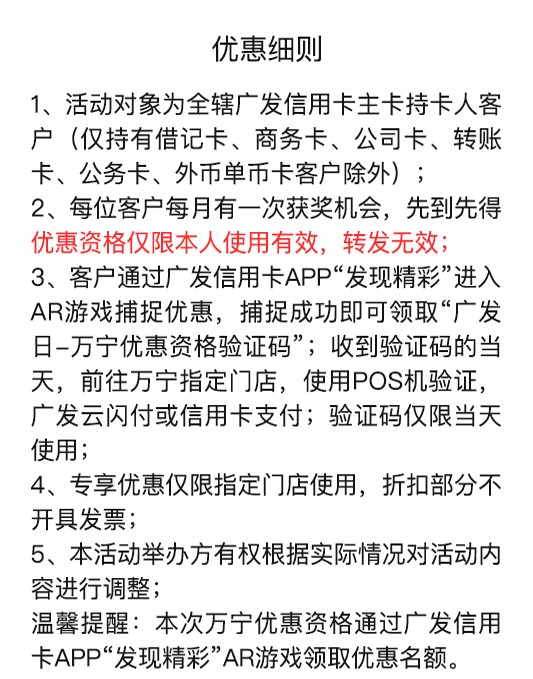 优惠细则
1、活动对象为全辖广发信用卡主卡持卡人客
户（仅持有借记卡、商务卡、公司卡、转账
卡、公务卡、外币单币卡客户除外）;
2、每位客户每月有一次获奖机会，先到先得
优惠资格仅限本人使用有效，转发无效;
3、客户通过广发信用卡APP“发现精彩”进入
AR游戏捕捉优惠，捕捉成功即可领取“广发
日-万宁优惠资格验证码”；收到验证码的当
天，前往万宁指定门店，使用POS机验证，
广发云闪付或信用卡支付；验证码仅限当天
使用;
4、专享优惠仅限指定门店使用，折扣部分不
开具发票;
5、本活动举办方有权根据实际情况对活动内
容进行调整;
温馨提醒：本次万宁优惠资格通过广发信用
卡APP“发现精彩”AR游戏领取优惠名额。